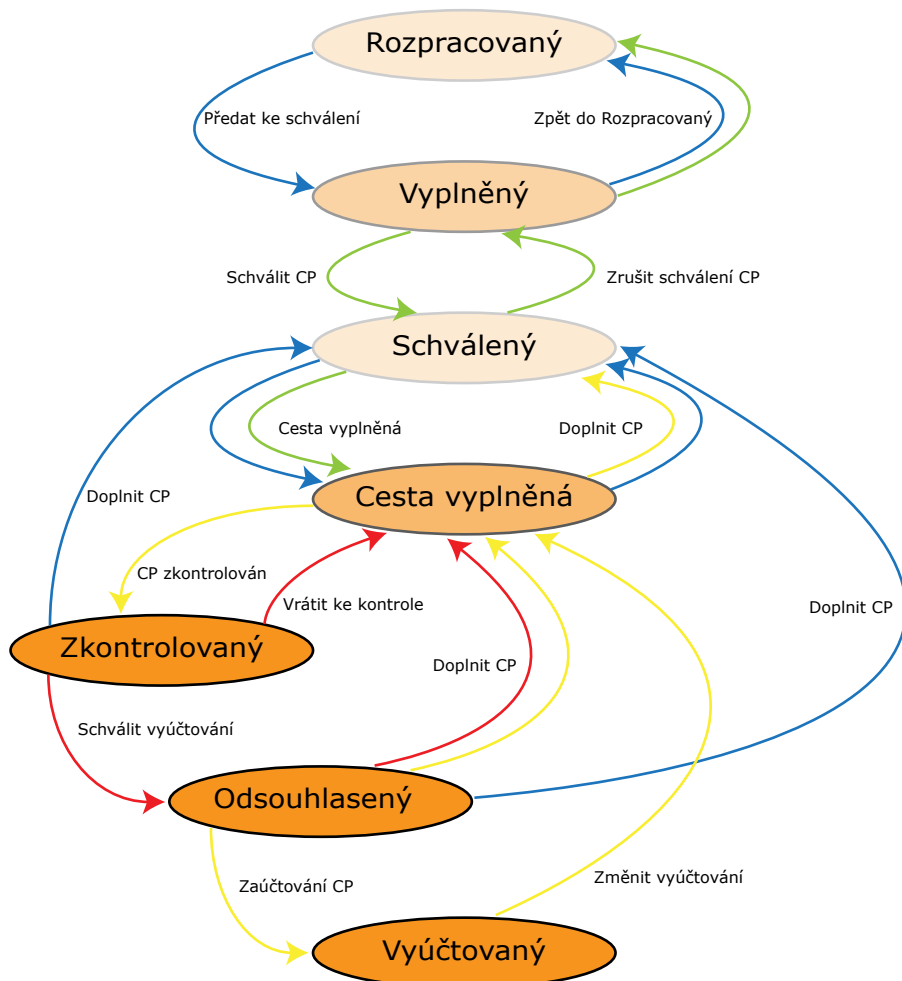 Rozpracovaný
Předat ke schválení
Zpět do Rozpracovaný
Vyplněný
Schválit CP
Zrušit schválení CP
Schválený
Cesta vyplněná
Doplnit CP
Doplnit CP
Cesta vyplněná
CP zkontrolován
Vrátit ke kontrole
Doplnit CP
Zkontrolovaný
Doplnit CP
Schválit vyúčtování
Odsouhlasený
Zaúčtování CP
Změnit vyúčtování
Vyúčtovaný